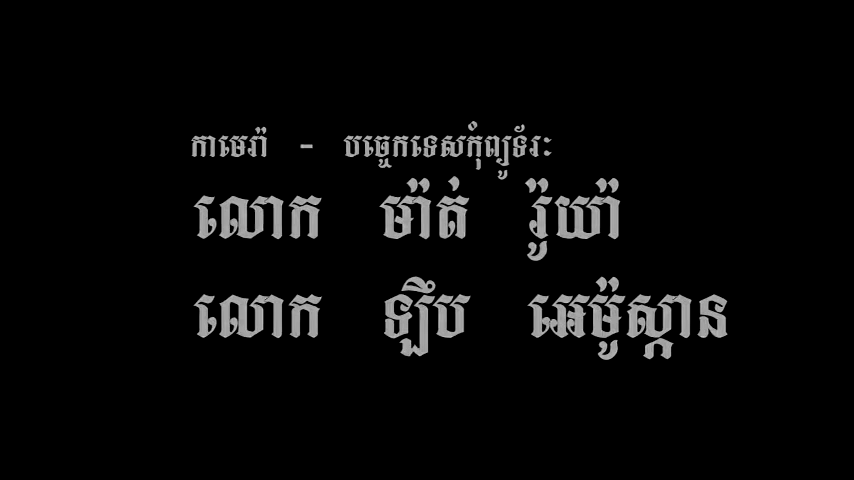 កាមេរ៉ា - បច្ចេកទេសកុំព្យូទ័រៈ
លោក ម៉ាត់ រ៉ូយ៉ា
លោក ឡឹប អេម៉ូស្កាន